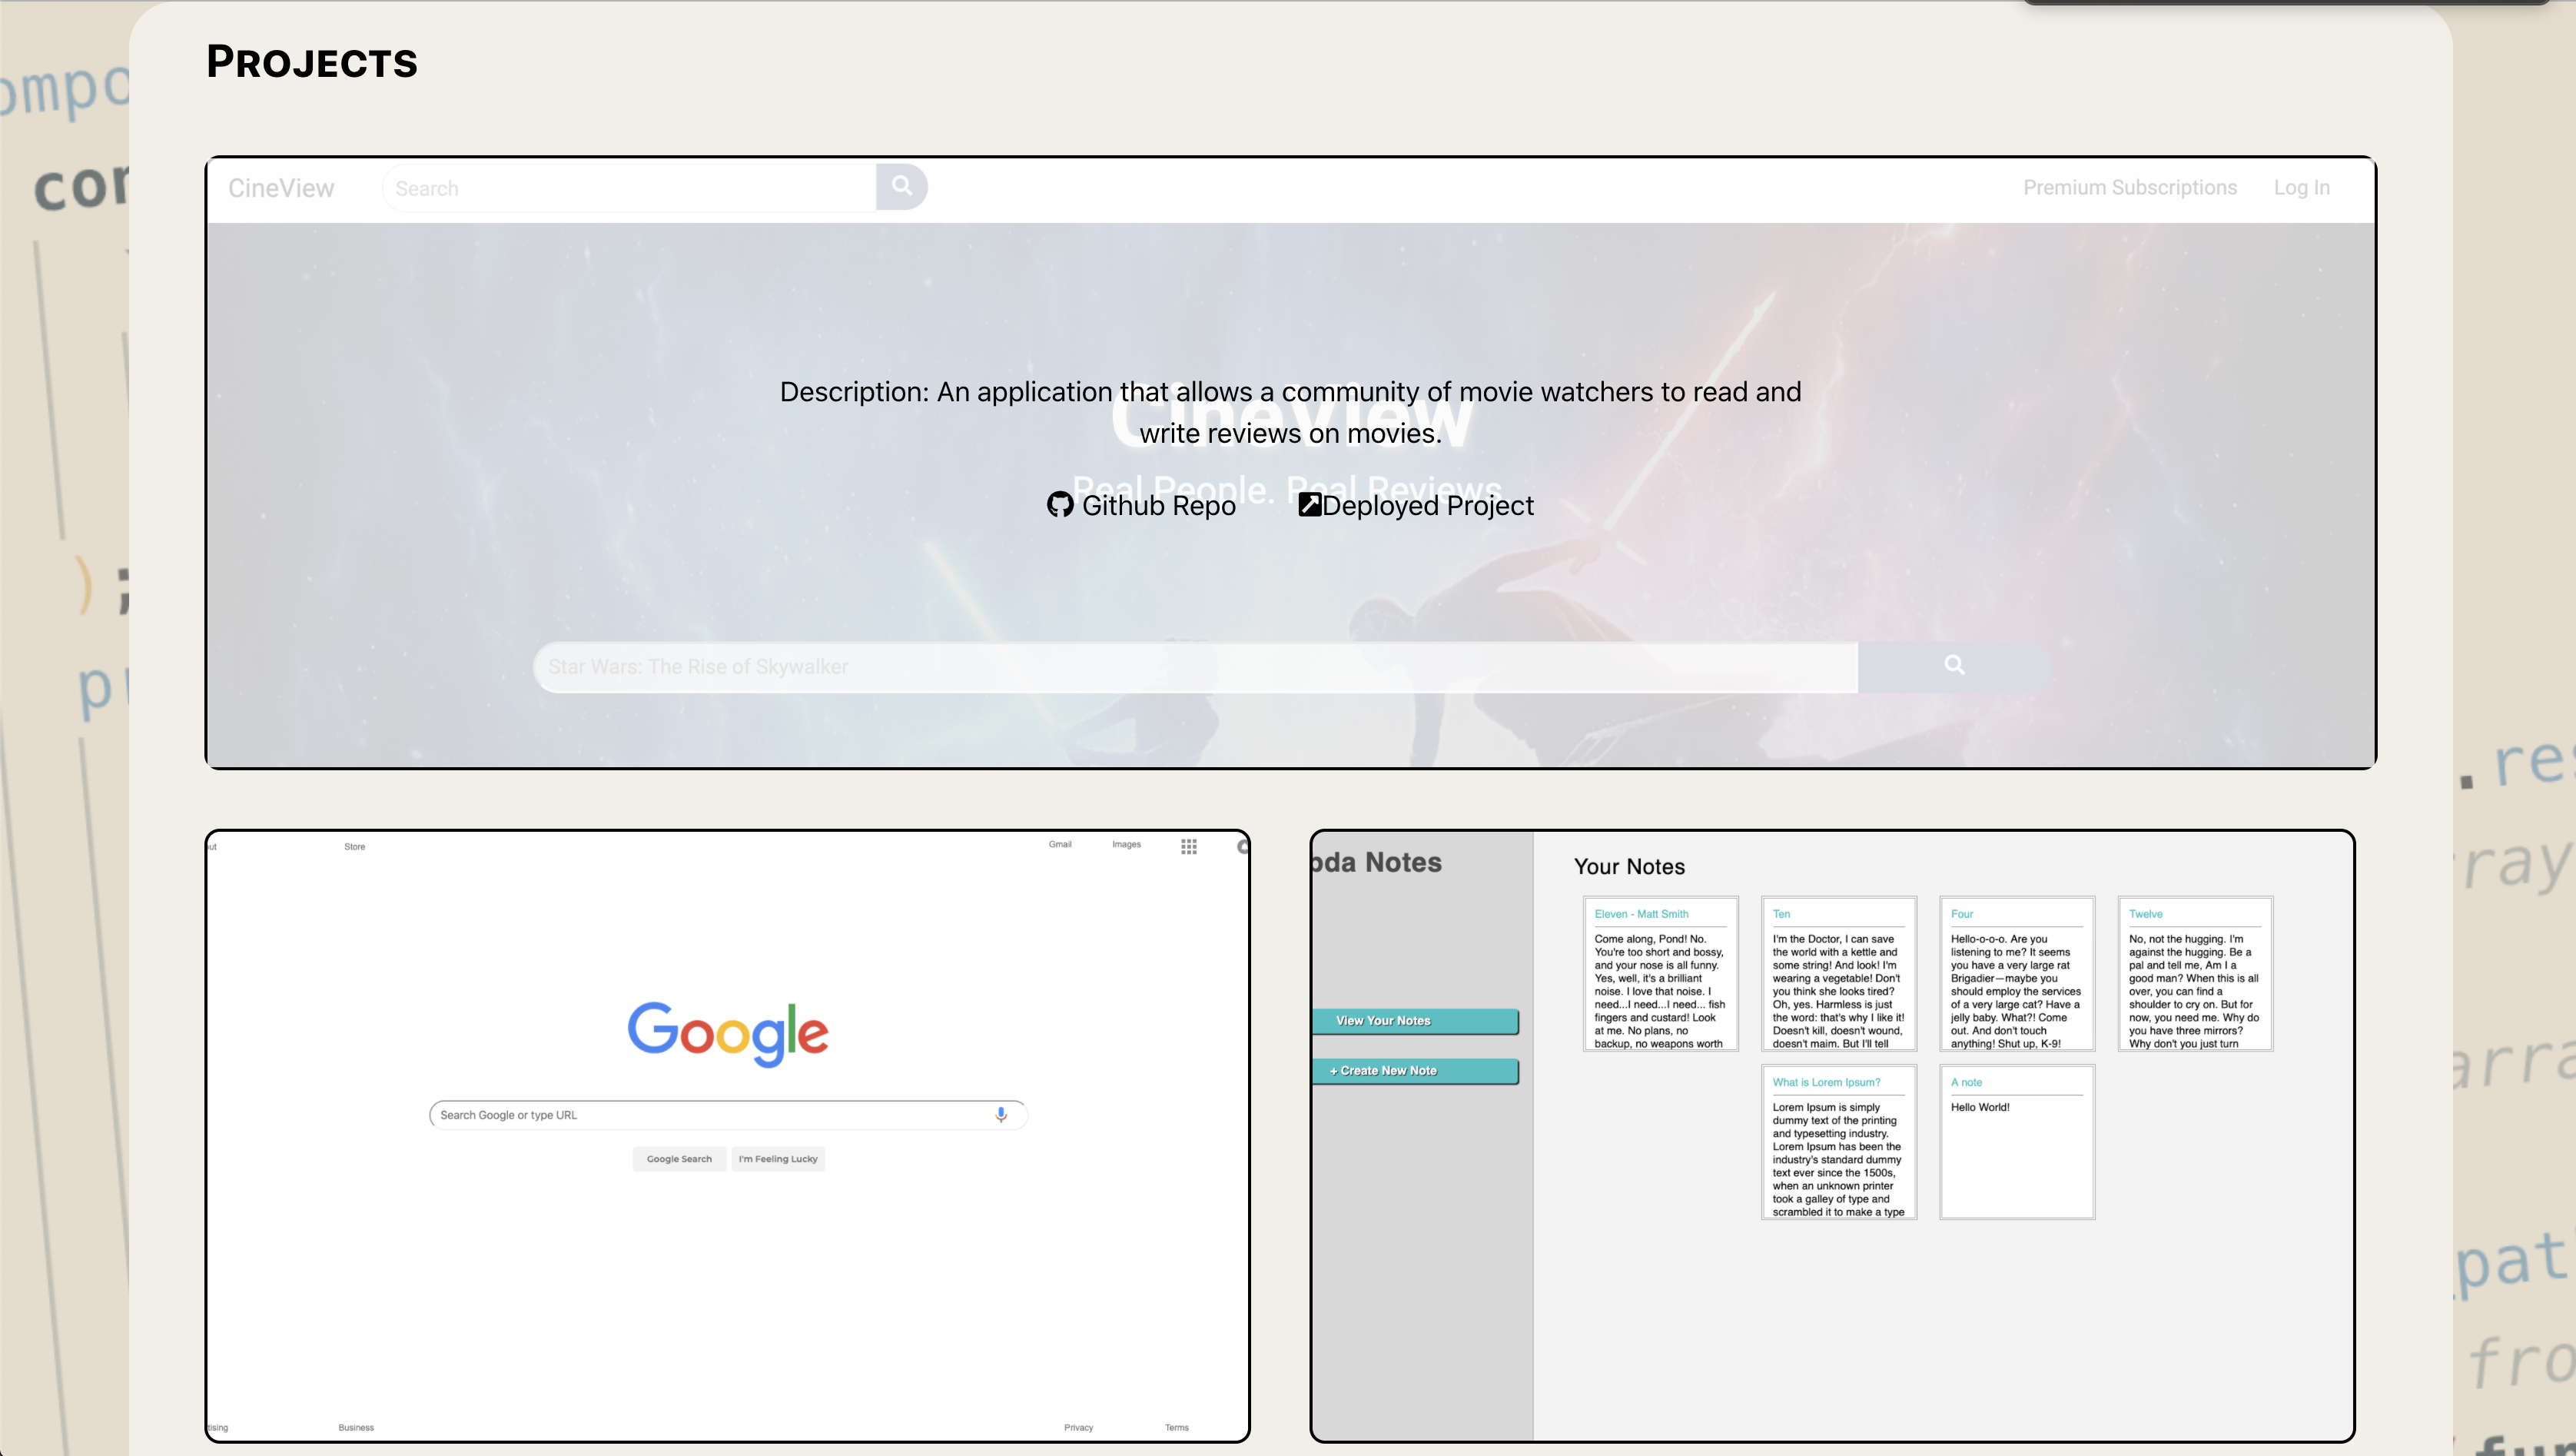 PROJECTS
CineView
Search
Premium Subscriptions
Log In
CineView
Description: An application that allows a community of movie watchers to read and
write reviews on movies.
Real People. Real Reviews
Github Repo
Deployed Project
Star Wars: The Rise of Skywalker
Store
Gmail
Images
Google
Search Google or type URL
Google Search
I'm Feeling Lucky
Business
Privacy
Terms
bda Notes
View Your Notes
+ Create New Note
Your Notes
Eleven - Matt Smith
Come along, Pond! No.
You're too short and bossy,
and your nose is all funny.
Yes, well, it's a brilliant
noise. I love that noise. I
need...I need...I need... fish
fingers and custard! Look
at me. No plans, no
backup, no weapons worth
Ten
I'm the Doctor, I can save
the world with a kettle and
some string! And look! I'm
wearing a vegetable! Don't
you think she looks tired?
Oh, yes. Harmless is just
the word: that's why I like it!
Doesn't kill, doesn't wound,
doesn't maim. But I'll tell
Four
Hello-o-o-o. Are you
listening to me? It seems
you have a very large rat
Brigadier—maybe you
should employ the services
of a very large cat? Have a
jelly baby. What?! Come
out. And don't touch
anything! Shut up, K-9!
Twelve
No, not the hugging. I'm
against the hugging. Be a
pal and tell me, Am I a
good man? When this is all
over, you can find a
shoulder to cry on. But for
now, you need me. Why do
you have three mirrors?
Why don't you just turn
What is Lorem Ipsum?
Lorem Ipsum is simply
dummy text of the printing
and typesetting industry.
Lorem Ipsum has been the
industry's standard dummy
text ever since the 1500s,
when an unknown printer
took a galley of type and
scrambled it to make a type
A note
Hello World!
ompo
con
);
pr
.res
ray
arra
pat
fro